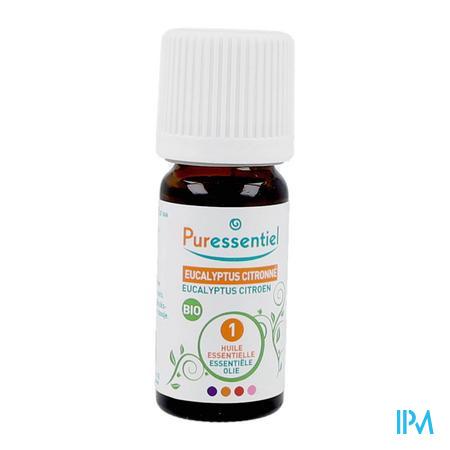 Puressentiel
EUCALYPTUS CITRONNÉ
EUCALYPTUS CITROEN
BIO
1
HUILE
ESSENTIELLE
ESSENTIËLE
OLIE
IPM